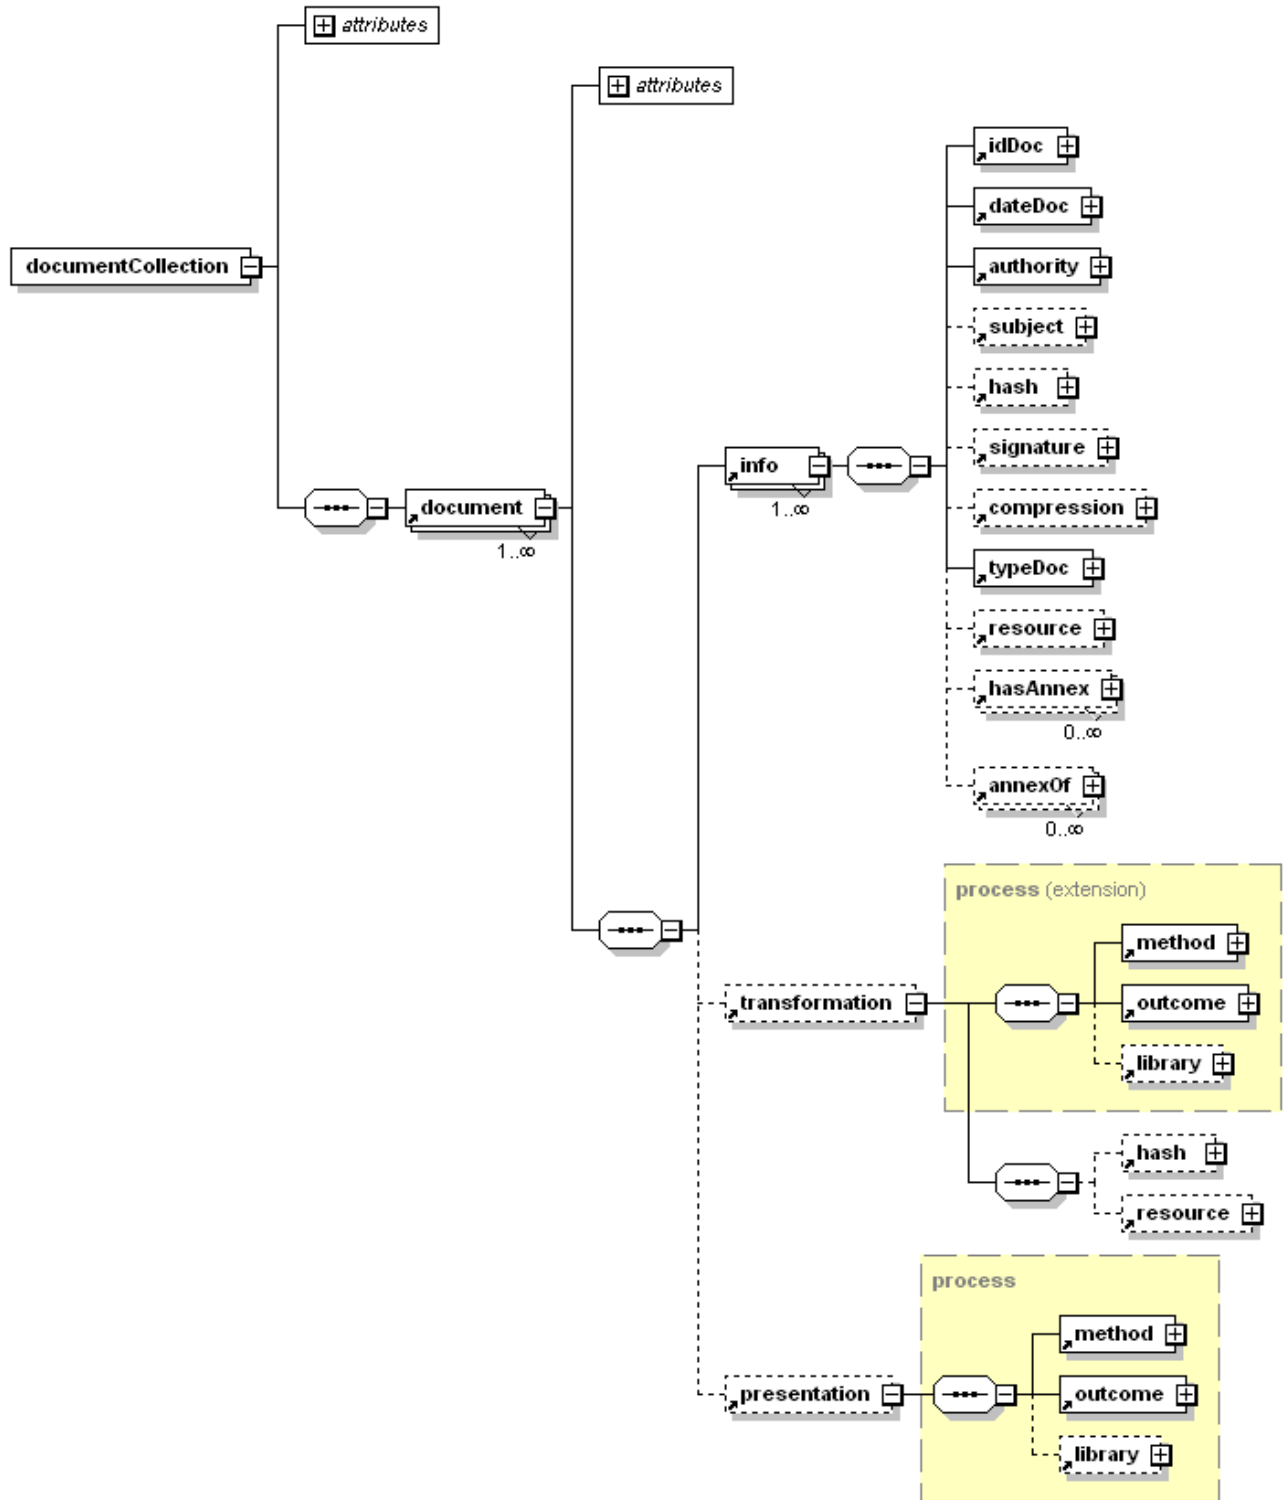 attributes
attributes
idDoc
dateDoc
authority
documentCollection
subject
hash
signature
info
1..∞
compression
document
1..∞
typeDoc
resource
hasAnnex
0..∞
annexOf
0..∞
process (extension)
method
transformation
outcome
library
hash
resource
process
method
presentation
outcome
library